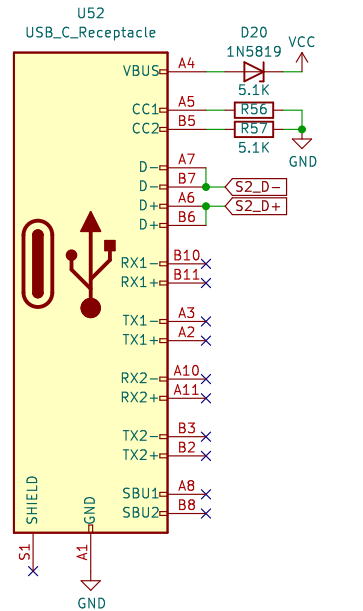 U52
USB_C_Receptacle
VBUS A4
D20
1N5819
VCC
CC1 A5
5.1K
R56
CC2 B5
R57
5.1K
GND
D- A7
D- B7
S2_D-
D+ A6
S2_D+
D+ B6
RX1- B10
RX1+ B11
TX1- A3
TX1+ A2
RX2- A10
RX2+ A11
TX2- B3
TX2+ B2
SBU1 A8
SBU2 B8
SHIELD
S1
GND
A1
GND